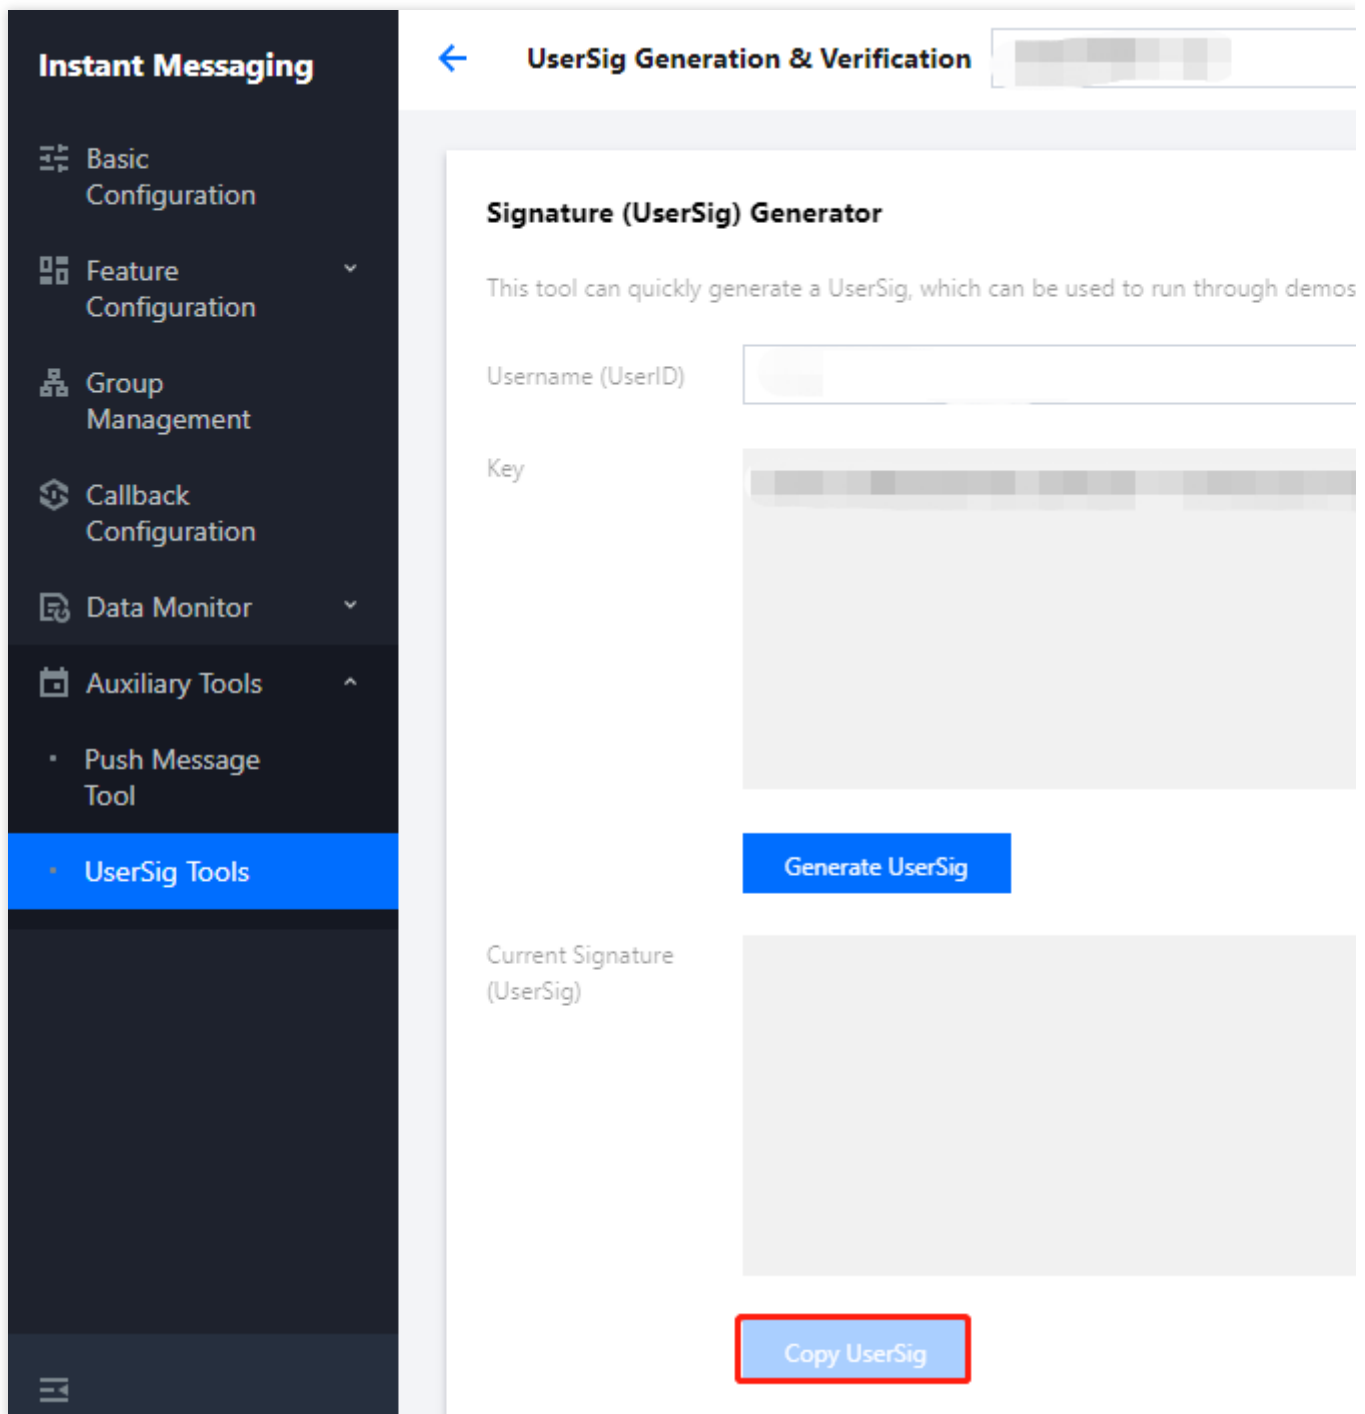 Instant Messaging
Basic
Configuration
Feature
Configuration
Group
Management
Callback
Configuration
Data Monitor
Auxiliary Tools
Push Message
Tool
UserSig Tools
UserSig Generation & Verification
Signature (UserSig) Generator
This tool can quickly generate a UserSig, which can be used to run through demos
Username (UserID)
Key
Generate UserSig
Current Signature
(UserSig)
Copy UserSig